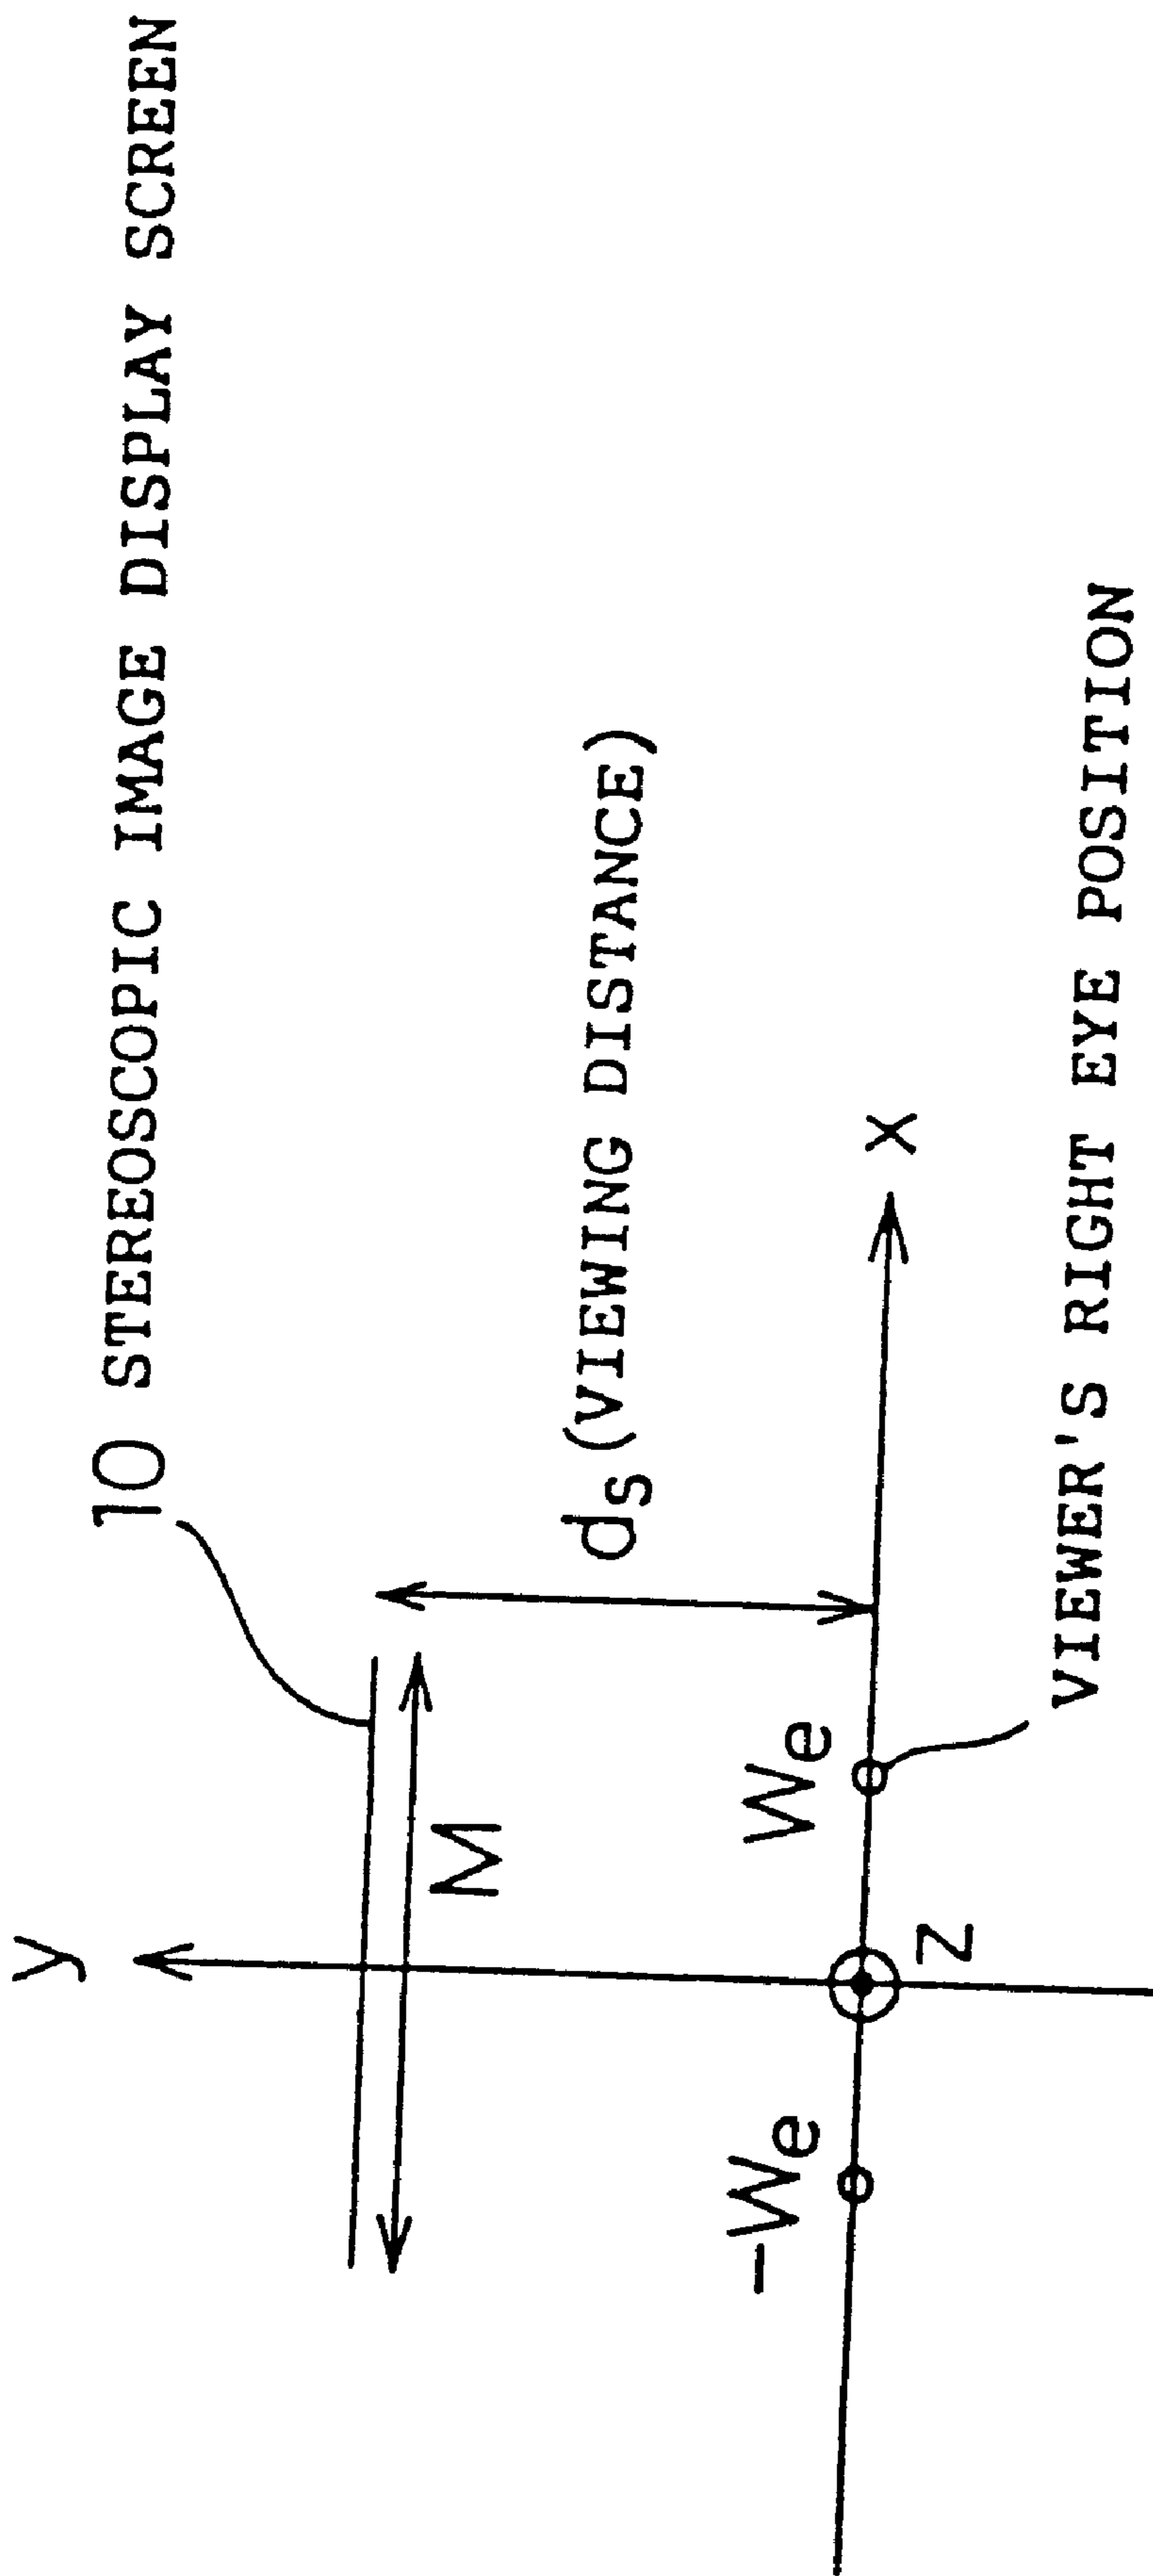 10 STEREOSCOPIC IMAGE DISPLAY SCREEN
y
M
ds (VIEWING DISTANCE)
-We
We
x
z
VIEWER'S RIGHT EYE POSITION